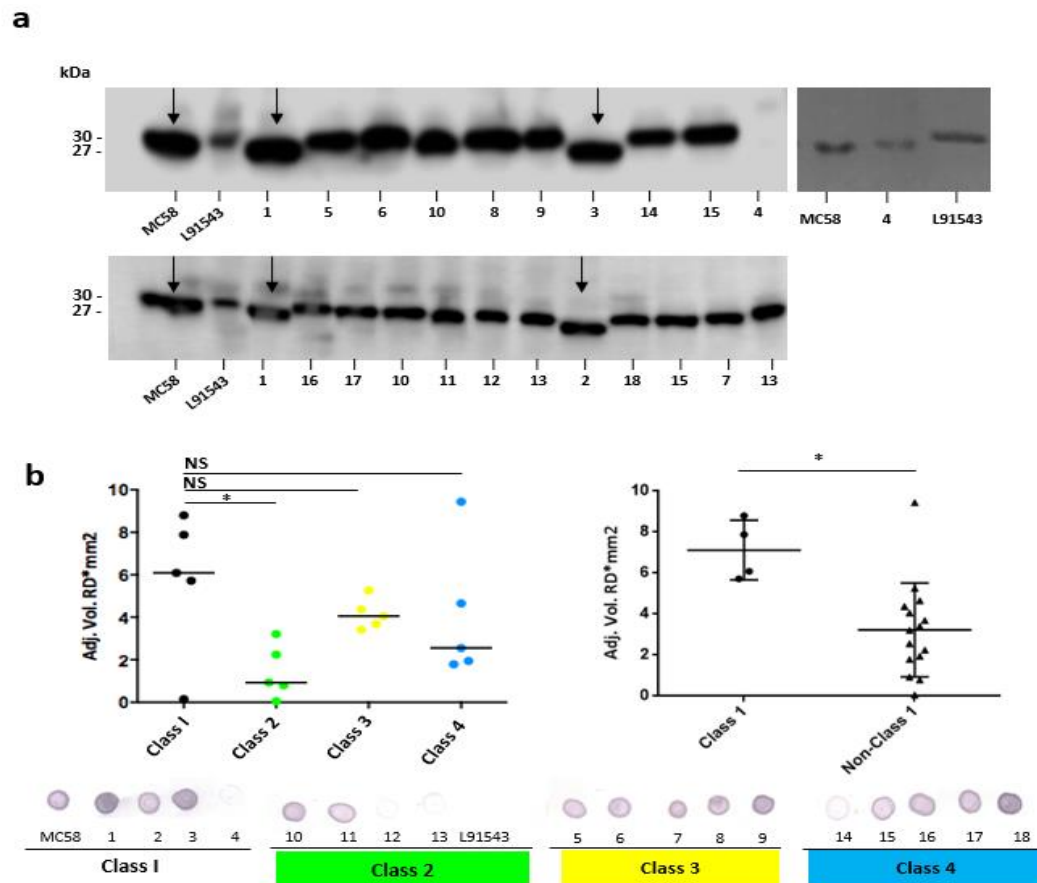 a
kDa
30 -
27 -
MC58 L91543 1 5 6 10 8 9 3 14 15 4
MC58 4 L91543
30 -
27 -
MC58 L91543 1 16 17 10 11 12 13 2 18 15 7 13
b
NS
NS
*
Adj. Vol. RD*mm2
10
8
6
4
2
0
Class I Class 2 Class 3 Class 4
*
Adj. Vol. RD*mm2
10
8
6
4
2
0
Class 1 Non-Class 1
MC58 1 2 3 4
Class I
10 11 12 13 L91543
Class 2
5 6 7 8 9
Class 3
14 15 16 17 18
Class 4